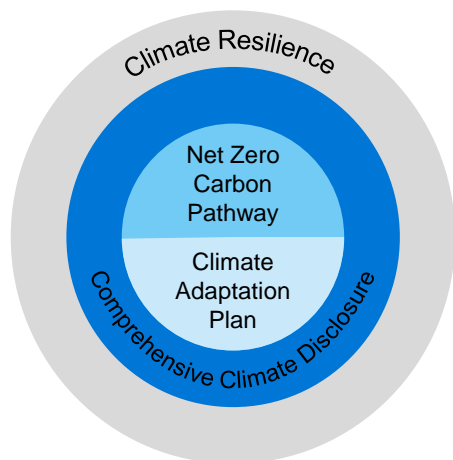 Climate Resilience
Net Zero
Carbon
Pathway
Climate
Adaptation
Plan
Comprehensive Climate Disclosure